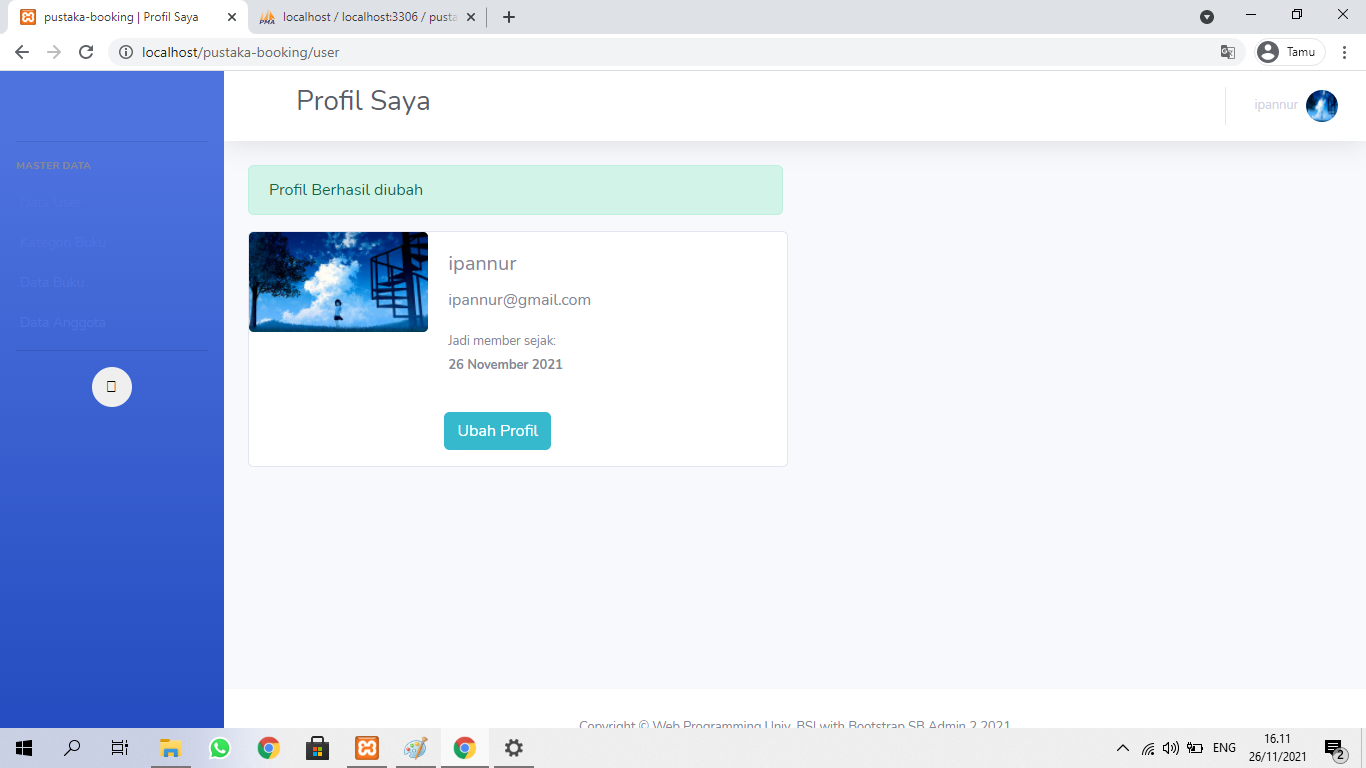 pustaka-booking | Profil Saya
localhost / localhost:3306 / pusta
localhost/pustaka-booking/user
Tamu
Profil Saya
ipannur
MASTER DATA
Data User
Kategori Buku
Data Buku
Data Anggota
Profil Berhasil diubah
ipannur
ipannur@gmail.com
Jadi member sejak:
26 November 2021
Ubah Profil
Copyright © Web Programming Univ. BSI with Bootstrap SB Admin 2 2021
ENG
16.11
26/11/2021
2